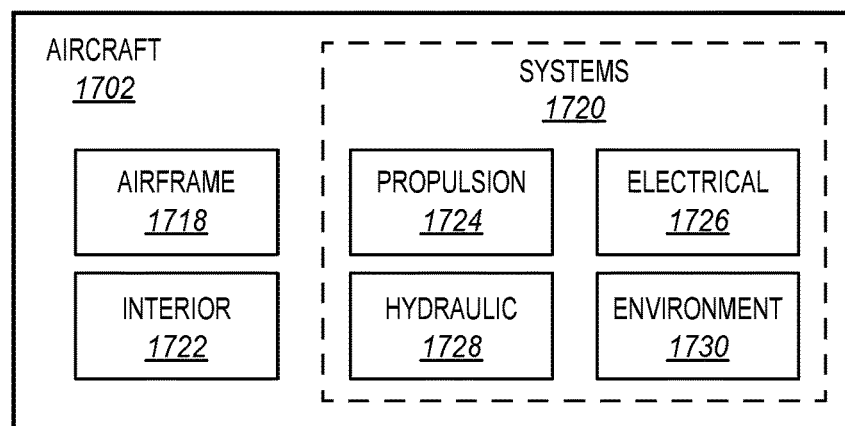 AIRCRAFT
1702
SYSTEMS
1720
AIRFRAME
1718
PROPULSION
1724
ELECTRICAL
1726
INTERIOR
1722
HYDRAULIC
1728
ENVIRONMENT
1730